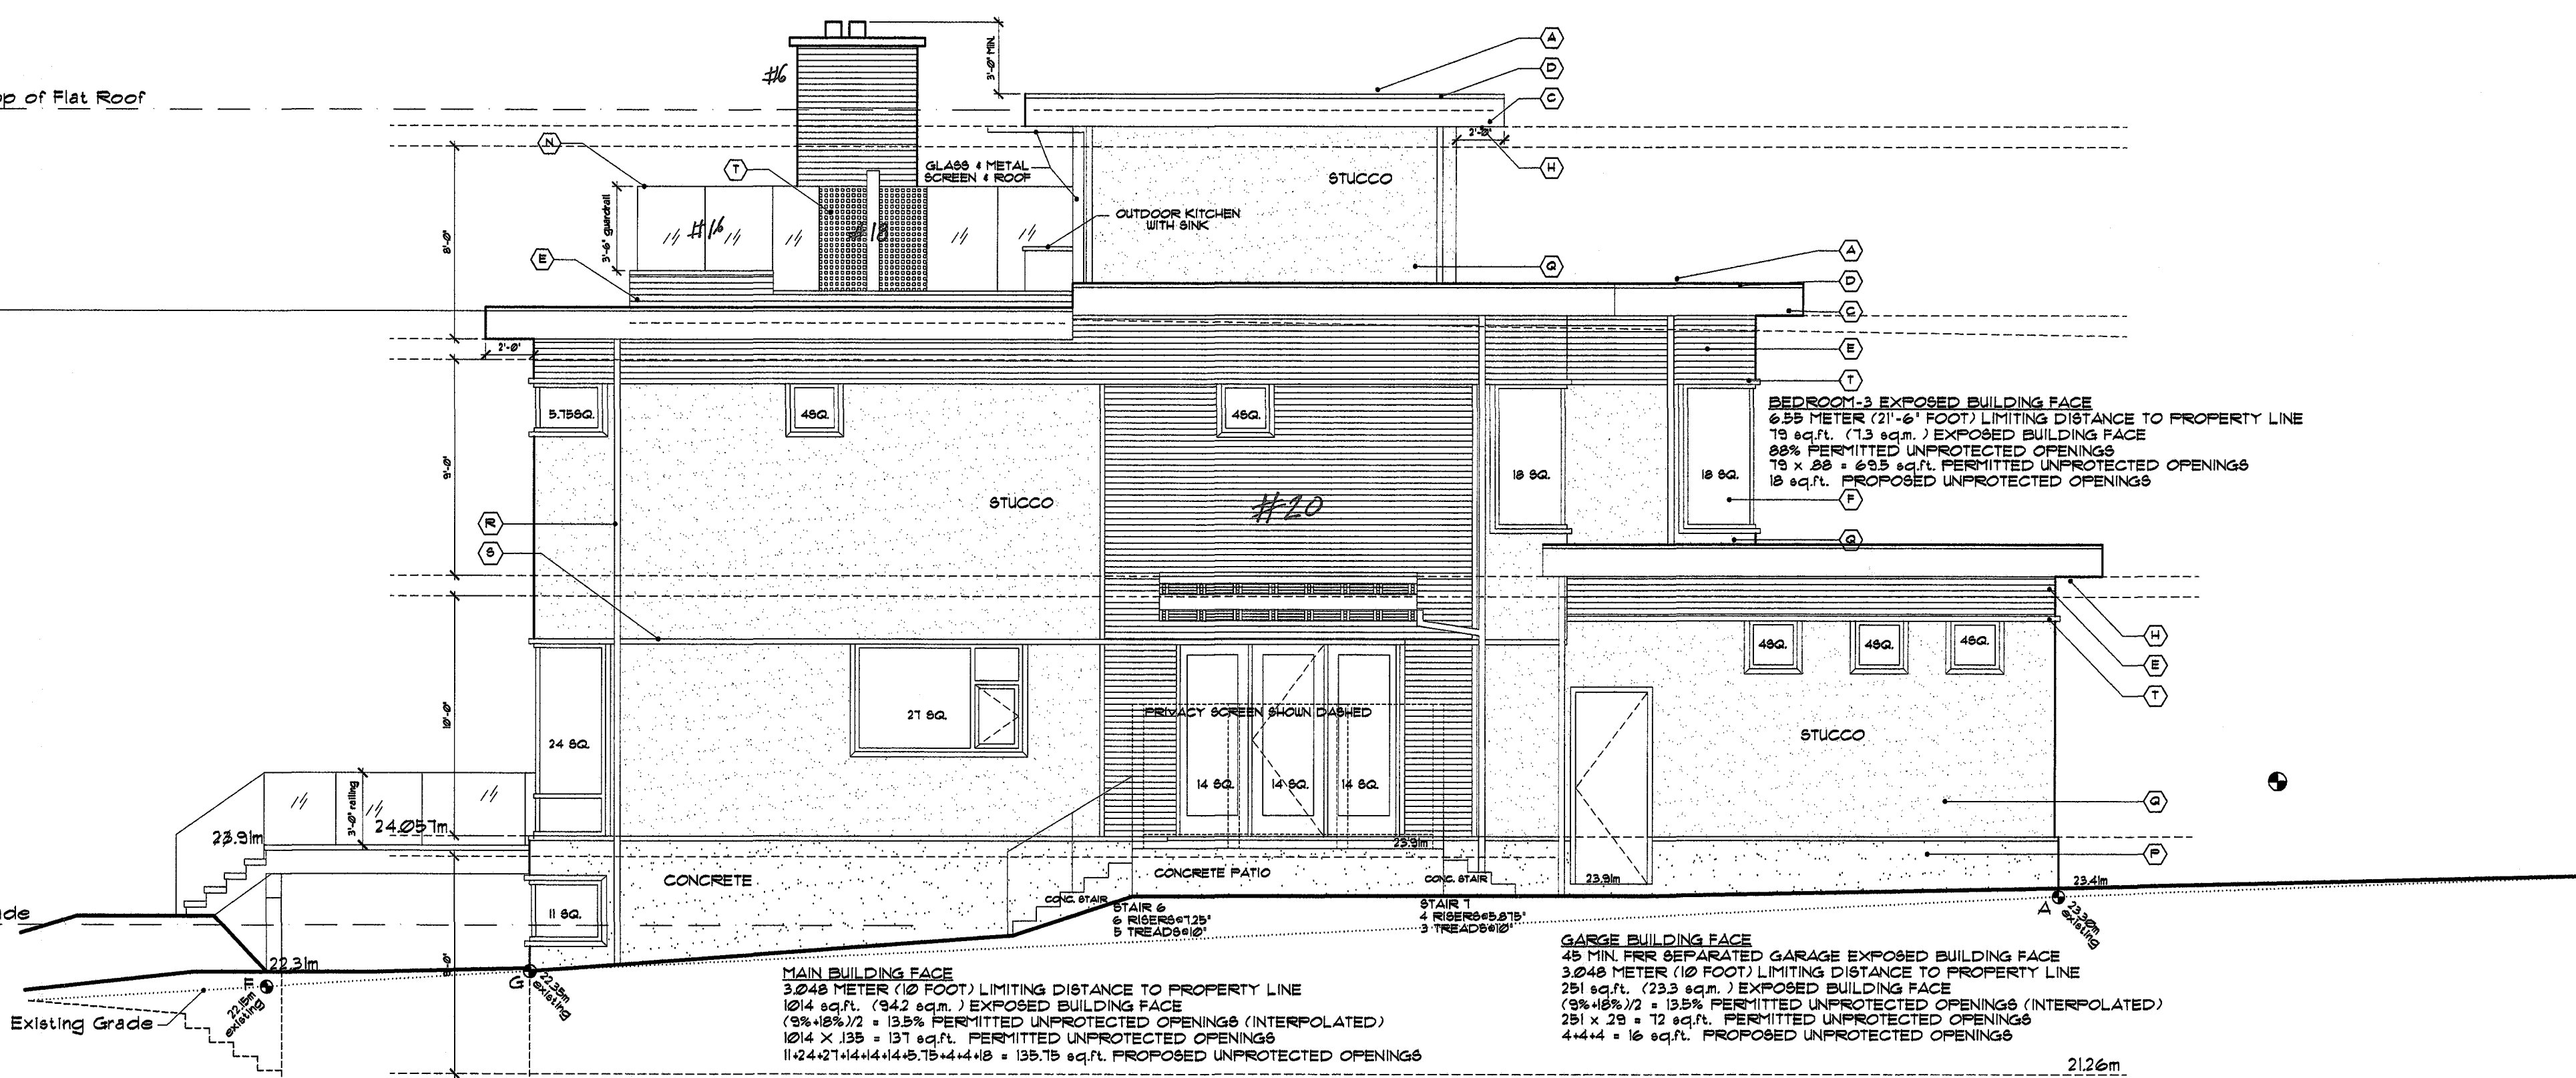 op of Flat Roof
#16
3'-0" MIN.
A
D
C
2'-0"
H
N
T
GLASS & METAL
SCREEN & ROOF
STUCCO
3'-6" guardrail
#16
#18
OUTDOOR KITCHEN
WITH SINK
8'-0"
E
Q
A
D
C
2'-0"
E
T
5.75SQ.
4SQ.
4SQ.
BEDROOM-3 EXPOSED BUILDING FACE
6.55 METER (21'-6" FOOT) LIMITING DISTANCE TO PROPERTY LINE
79 sq.ft. (7.3 sq.m. ) EXPOSED BUILDING FACE
88% PERMITTED UNPROTECTED OPENINGS
79 x .88 = 69.5 sq.ft. PERMITTED UNPROTECTED OPENINGS
18 sq.ft. PROPOSED UNPROTECTED OPENINGS
9'-0"
18 SQ.
18 SQ.
STUCCO
#20
F
R
S
Q
H
E
T
4SQ.
4SQ.
4SQ.
10'-0"
27 SQ.
PRIVACY SCREEN SHOWN DASHED
24 SQ.
STUCCO
14 SQ.
14 SQ.
14 SQ.
3'-0" railing
Q
23.91m
24.057m
23.91m
P
CONCRETE
CONCRETE PATIO
CONC. STAIR
23.91m
23.41m
CONC. STAIR
11 SQ.
ade
STAIR 6
6 RISERS@7.25"
5 TREADS@10"
STAIR 7
4 RISERS@5.875"
3 TREADS@10"
A
23.30m
existing
22.31m
G
22.35m
existing
F
22.15m
existing
Existing Grade
MAIN BUILDING FACE
3.048 METER (10 FOOT) LIMITING DISTANCE TO PROPERTY LINE
1014 sq.ft. (94.2 sq.m. ) EXPOSED BUILDING FACE
(9%+18%)/2 = 13.5% PERMITTED UNPROTECTED OPENINGS (INTERPOLATED)
1014 X .135 = 137 sq.ft. PERMITTED UNPROTECTED OPENINGS
11+24+27+14+14+14+5.75+4+4+18 = 135.75 sq.ft. PROPOSED UNPROTECTED OPENINGS
GARGE BUILDING FACE
45 MIN. FRR SEPARATED GARAGE EXPOSED BUILDING FACE
3.048 METER (10 FOOT) LIMITING DISTANCE TO PROPERTY LINE
251 sq.ft. (23.3 sq.m. ) EXPOSED BUILDING FACE
(9%+18%)/2 = 13.5% PERMITTED UNPROTECTED OPENINGS (INTERPOLATED)
251 x .29 = 72 sq.ft. PERMITTED UNPROTECTED OPENINGS
4+4+4 = 16 sq.ft. PROPOSED UNPROTECTED OPENINGS
21.26m